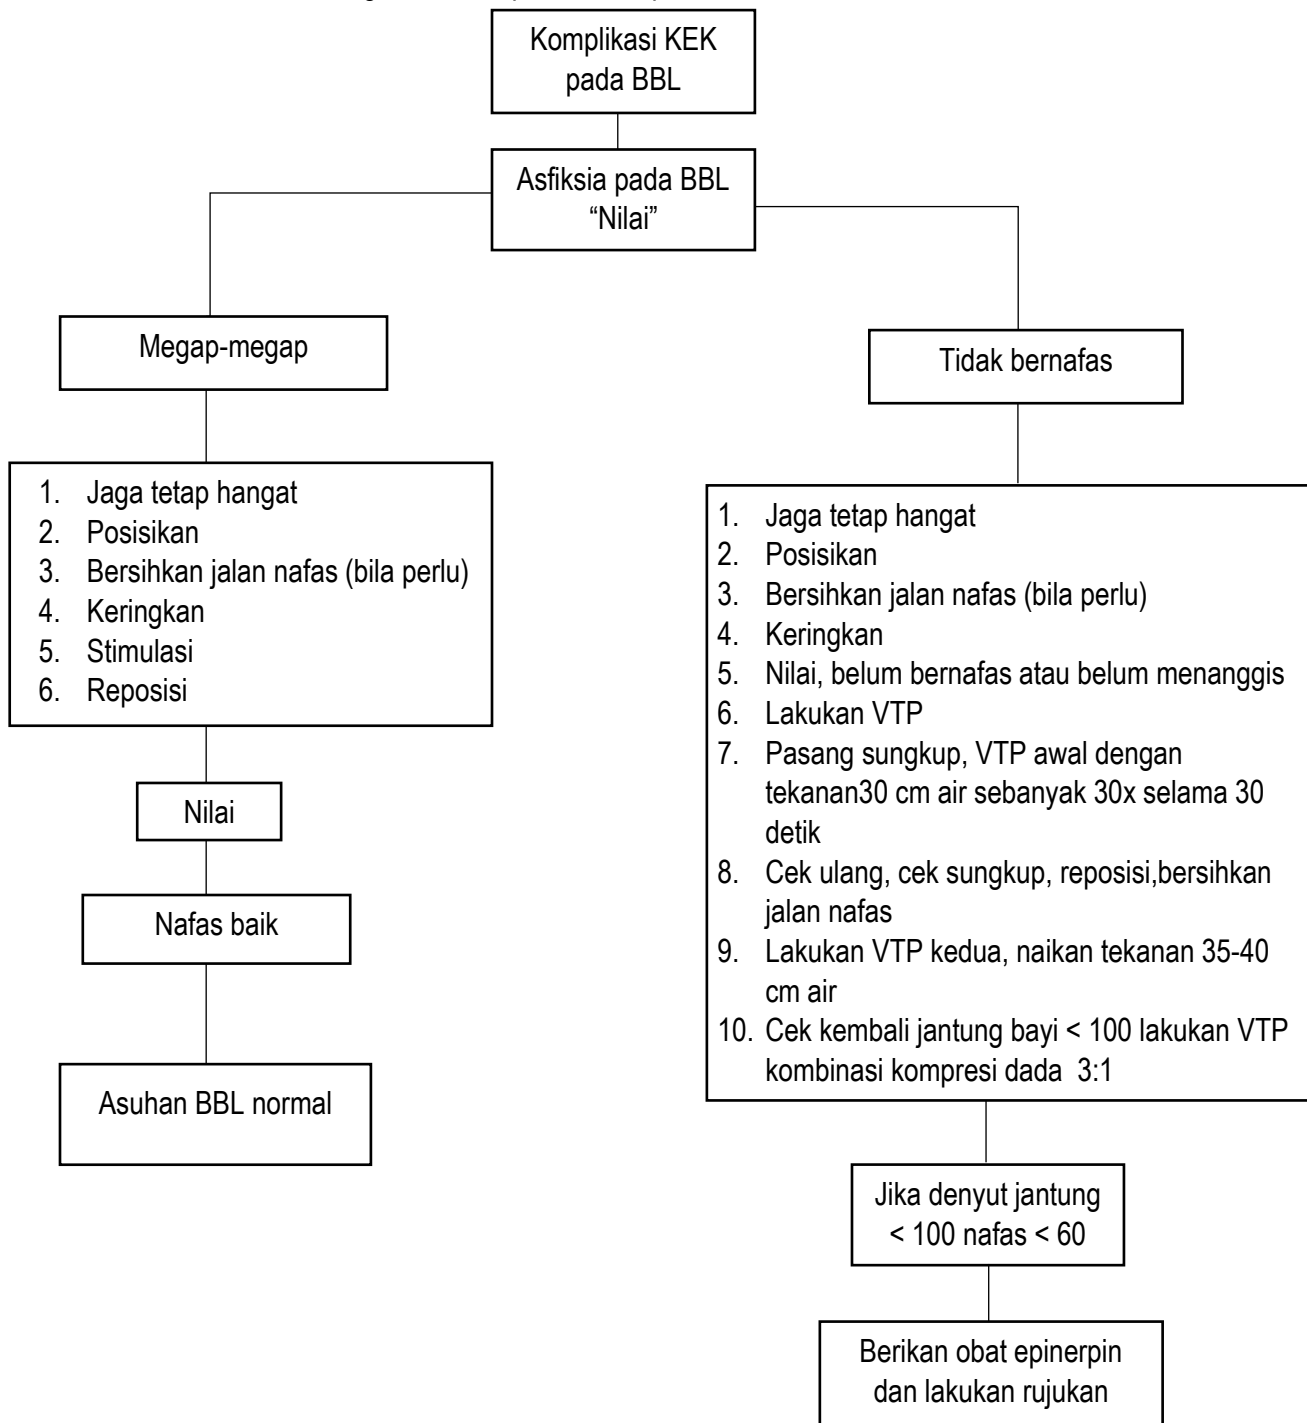 Komplikasi KEK
pada BBL
Asfiksia pada BBL
“Nilai”
Megap-megap
1. Jaga tetap hangat
2. Posisikan
3. Bersihkan jalan nafas (bila perlu)
4. Keringkan
5. Stimulasi
6. Reposisi
Nilai
Nafas baik
Asuhan BBL normal
Tidak bernafas
1. Jaga tetap hangat
2. Posisikan
3. Bersihkan jalan nafas (bila perlu)
4. Keringkan
5. Nilai, belum bernafas atau belum menanggis
6. Lakukan VTP
7. Pasang sungkup, VTP awal dengan
tekanan30 cm air sebanyak 30x selama 30
detik
8. Cek ulang, cek sungkup, reposisi,bersihkan
jalan nafas
9. Lakukan VTP kedua, naikan tekanan 35-40
cm air
10. Cek kembali jantung bayi < 100 lakukan VTP
kombinasi kompresi dada 3:1
Jika denyut jantung
< 100 nafas < 60
Berikan obat epinerpin
dan lakukan rujukan